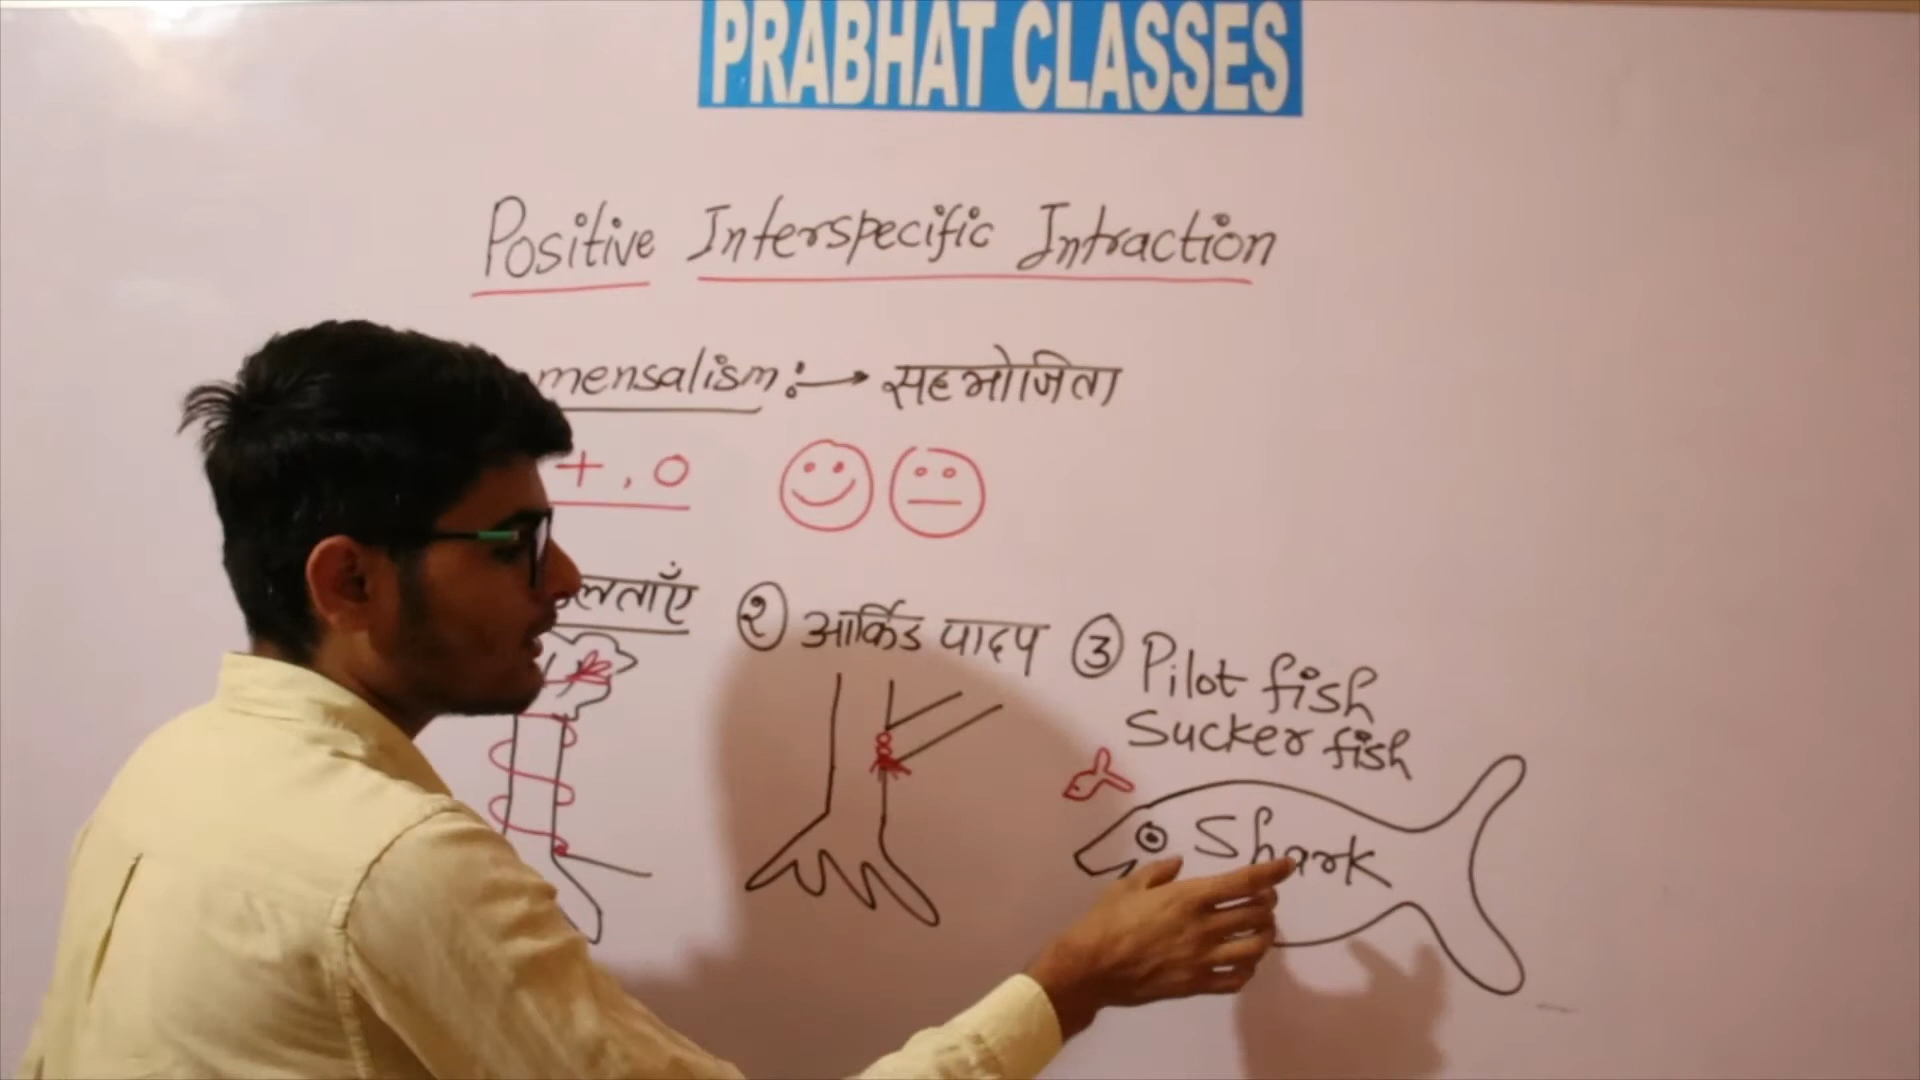 PRABHAT CLASSES
Positive Interspecific Intraction
mensalism :→ सहभोजिता
+ , 0
लताएँ
② आर्किड पादप
③ Pilot fish
Sucker fish
Shark